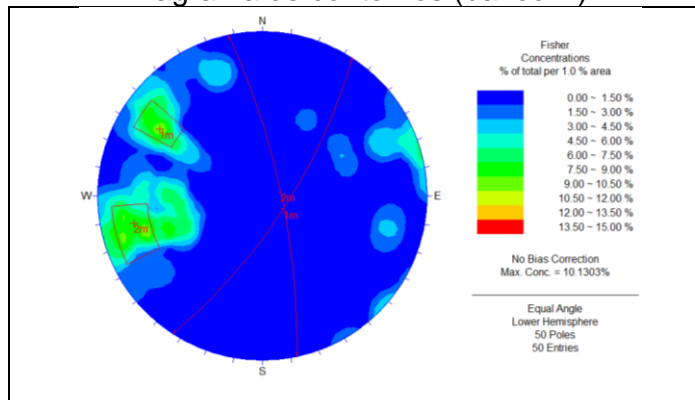 N
W
E
S
1m
2m
2m
1m
Fisher
Concentrations
% of total per 1.0 % area
0.00 ~ 1.50 %
1.50 ~ 3.00 %
3.00 ~ 4.50 %
4.50 ~ 6.00 %
6.00 ~ 7.50 %
7.50 ~ 9.00 %
9.00 ~ 10.50 %
10.50 ~ 12.00 %
12.00 ~ 13.50 %
13.50 ~ 15.00 %
No Bias Correction
Max. Conc. = 10.1303%
Equal Angle
Lower Hemisphere
50 Poles
50 Entries